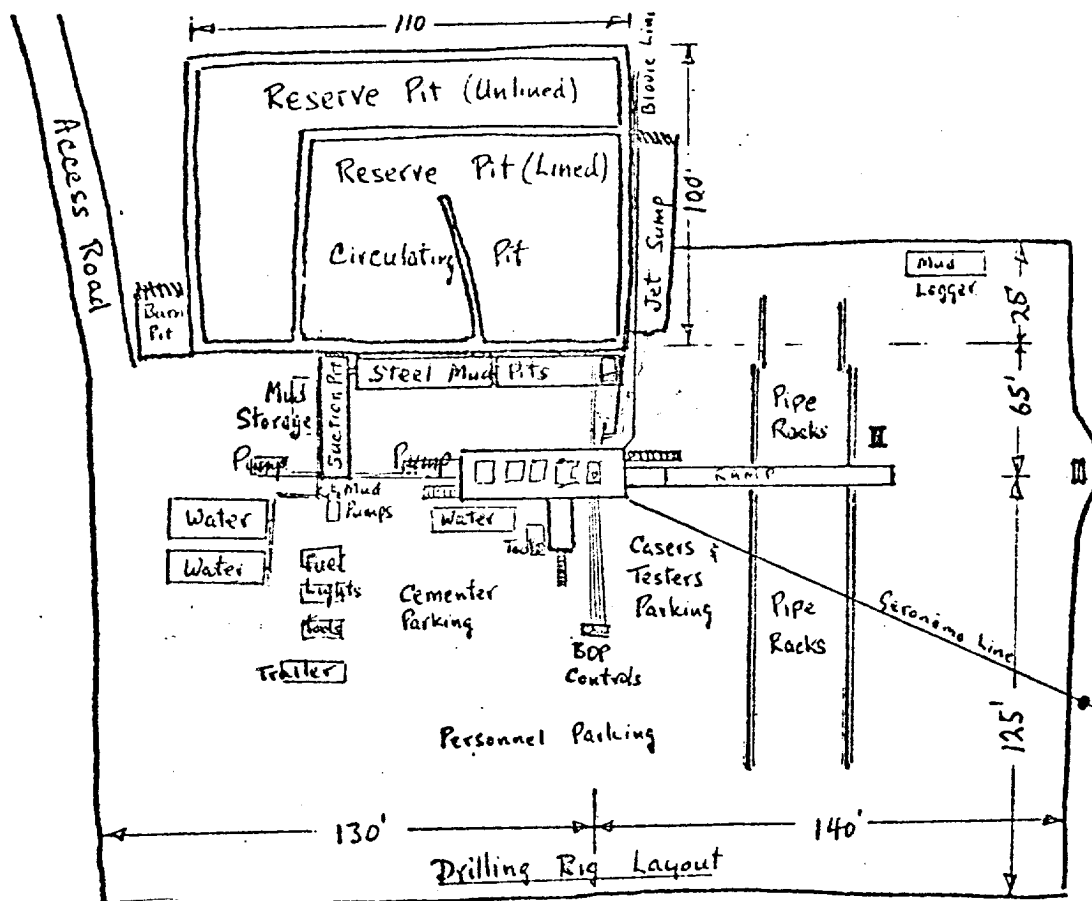 110
Reserve Pit (Unlined)
Blouie Line
100'
Access Road
Reserve Pit (Lined)
Circulating Pit
Jet Sump
Mud
Logger
25'
Burn
Pit
Steel Mud Pits
Mud
Storage
Suction Pit
Pipe
Racks
65'
Pump
Pump
Ramp
Mud
Pumps
Water
Water
Water
Tools
Fuel
Lights
Tools
Trailer
Cementer
Parking
Casers &
Testers
Parking
Pipe
Racks
Geronimo Line
BOP
Controls
125'
Personnel Parking
130'
140'
Drilling Rig Layout